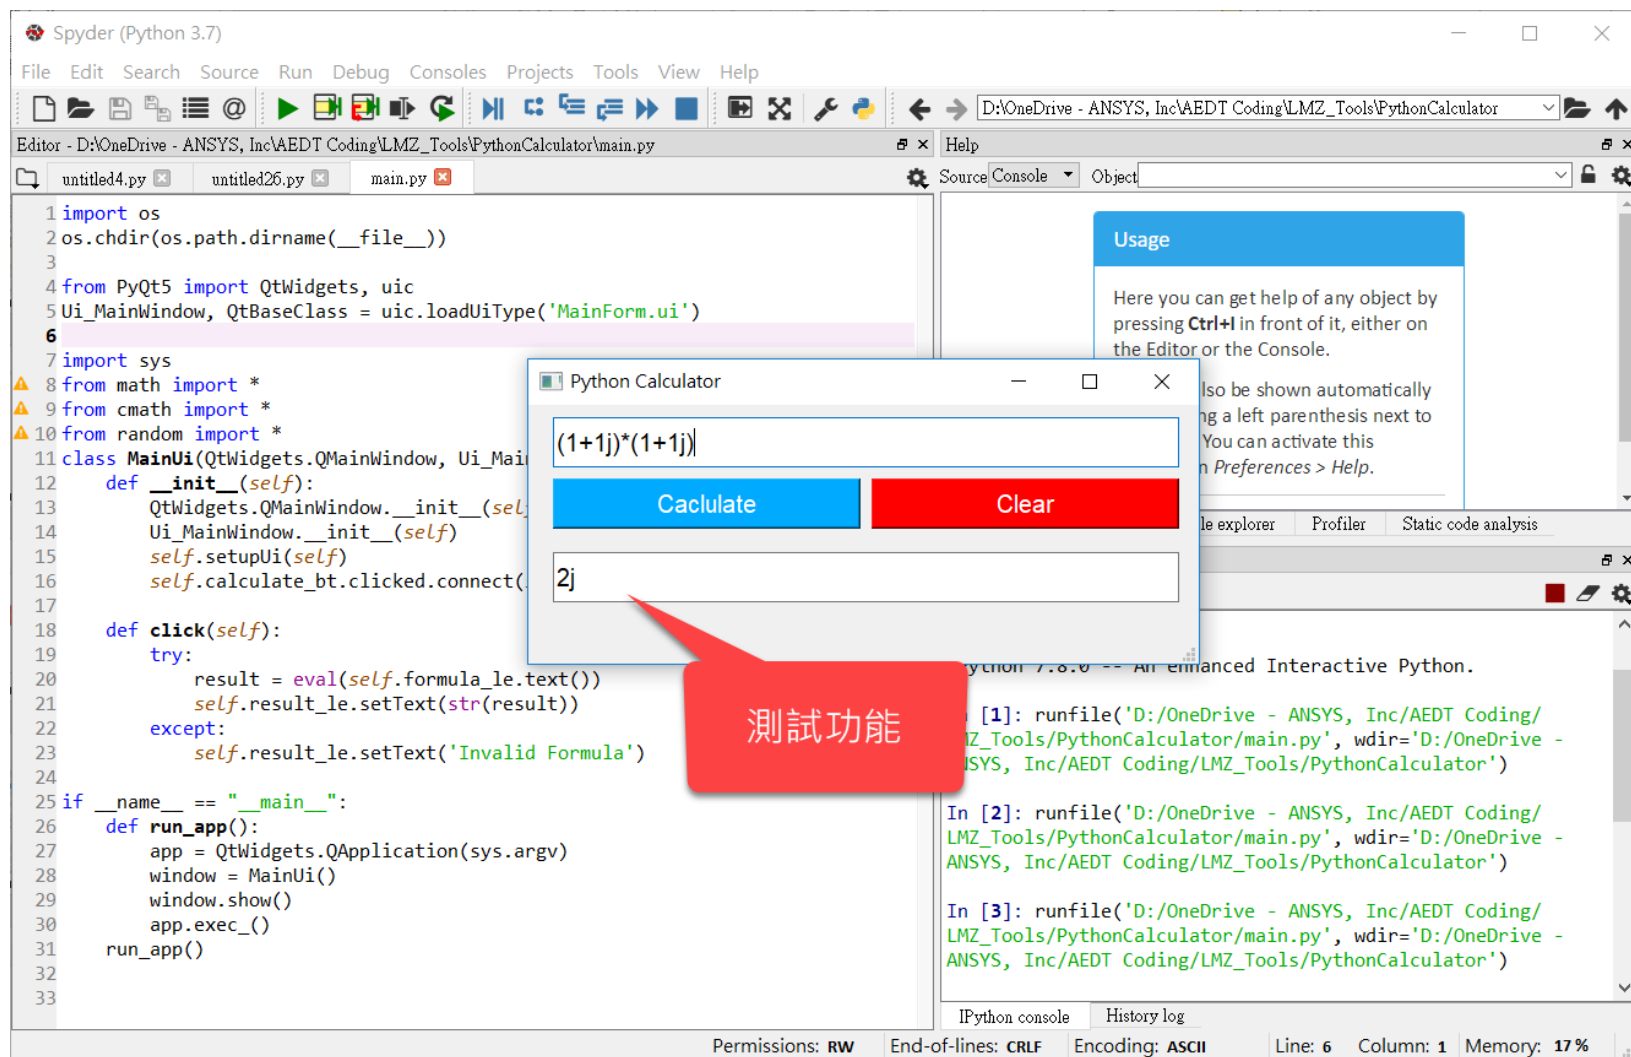 Spyder (Python 3.7)
File Edit Search Source Run Debug Consoles Projects Tools View Help
D:\OneDrive - ANSYS, Inc\AEDT Coding\LMZ_Tools\PythonCalculator
Editor - D:\OneDrive - ANSYS, Inc\AEDT Coding\LMZ_Tools\PythonCalculator\main.py
untitled4.py untitled26.py main.py
1 import os
2 os.chdir(os.path.dirname(__file__))
3
4 from PyQt5 import QtWidgets, uic
5 Ui_MainWindow, QtBaseClass = uic.loadUiType('MainForm.ui')
6
7 import sys
8 from math import *
9 from cmath import *
10 from random import *
11 class MainUi(QtWidgets.QMainWindow, Ui_Mai
12     def __init__(self):
13         QtWidgets.QMainWindow.__init__(sel
14         Ui_MainWindow.__init__(self)
15         self.setupUi(self)
16         self.calculate_bt.clicked.connect(
17
18     def click(self):
19         try:
20             result = eval(self.formula_le.text())
21             self.result_le.setText(str(result))
22         except:
23             self.result_le.setText('Invalid Formula')
24
25 if __name__ == "__main__":
26     def run_app():
27         app = QtWidgets.QApplication(sys.argv)
28         window = MainUi()
29         window.show()
30         app.exec_()
31     run_app()
32
33
Help
Source Console Object
Usage
Here you can get help of any object by
pressing Ctrl+I in front of it, either on
the Editor or the Console.
lso be shown automatically
ng a left parenthesis next to
You can activate this
n Preferences > Help.
le explorer Profiler Static code analysis
Python Calculator
(1+1j)*(1+1j)
Caclulate Clear
2j
測試功能
ython 7.8.0 -- An enhanced Interactive Python.
[1]: runfile('D:/OneDrive - ANSYS, Inc/AEDT Coding/
MZ_Tools/PythonCalculator/main.py', wdir='D:/OneDrive -
NSYS, Inc/AEDT Coding/LMZ_Tools/PythonCalculator')
In [2]: runfile('D:/OneDrive - ANSYS, Inc/AEDT Coding/
LMZ_Tools/PythonCalculator/main.py', wdir='D:/OneDrive -
ANSYS, Inc/AEDT Coding/LMZ_Tools/PythonCalculator')
In [3]: runfile('D:/OneDrive - ANSYS, Inc/AEDT Coding/
LMZ_Tools/PythonCalculator/main.py', wdir='D:/OneDrive -
ANSYS, Inc/AEDT Coding/LMZ_Tools/PythonCalculator')
IPython console History log
Permissions: RW End-of-lines: CRLF Encoding: ASCII Line: 6 Column: 1 Memory: 17 %